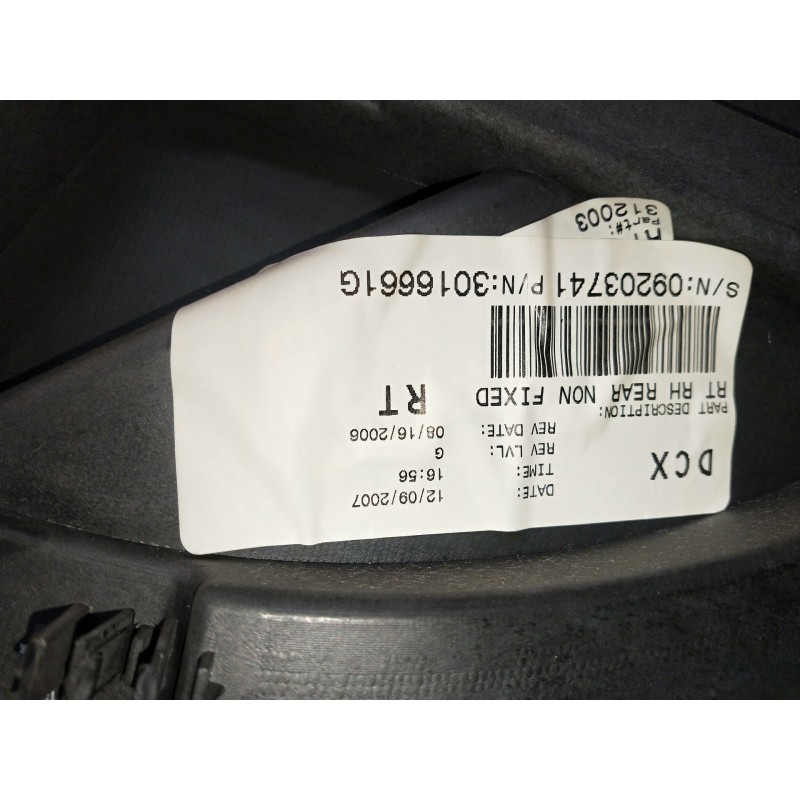 DCX
DATE: 12/09/2007
TIME: 16:56
REV LVL: G
REV DATE: 08/16/2006
PART DESCRIPTION:
RT RH REAR NON FIXED
RT
S/N:09203741 P/N:3016661G
Part#:
312003